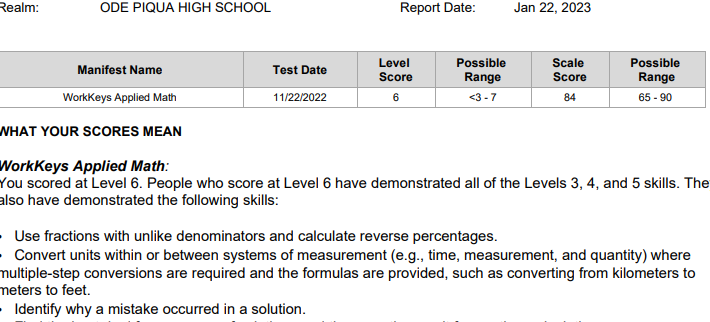 Realm: ODE PIQUA HIGH SCHOOL Report Date: Jan 22, 2023
Manifest Name Test Date Level Score Possible Range Scale Score Possible Range
WorkKeys Applied Math 11/22/2022 6 <3 - 7 84 65 - 90
WHAT YOUR SCORES MEAN
WorkKeys Applied Math:
You scored at Level 6. People who score at Level 6 have demonstrated all of the Levels 3, 4, and 5 skills. The
also have demonstrated the following skills:
• Use fractions with unlike denominators and calculate reverse percentages.
• Convert units within or between systems of measurement (e.g., time, measurement, and quantity) where
multiple-step conversions are required and the formulas are provided, such as converting from kilometers to
meters to feet.
• Identify why a mistake occurred in a solution.